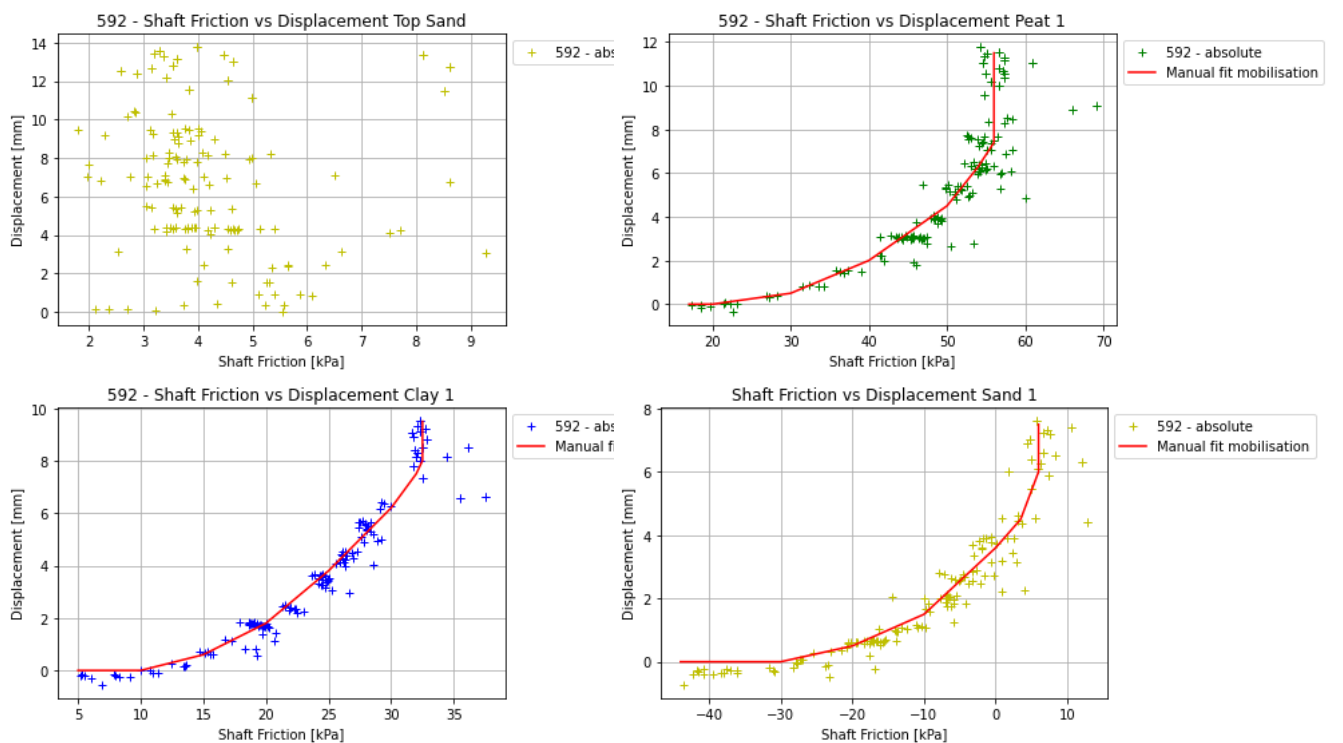 592 - Shaft Friction vs Displacement Top Sand
14
12
10
8
6
4
2
0
Displacement [mm]
2 3 4 5 6 7 8 9
Shaft Friction [kPa]
592 - abs
592 - Shaft Friction vs Displacement Peat 1
12
10
8
6
4
2
0
Displacement [mm]
20 30 40 50 60 70
Shaft Friction [kPa]
592 - absolute
Manual fit mobilisation
592 - Shaft Friction vs Displacement Clay 1
10
8
6
4
2
0
Displacement [mm]
5 10 15 20 25 30 35
Shaft Friction [kPa]
592 - abs
Manual fi
Shaft Friction vs Displacement Sand 1
8
6
4
2
0
Displacement [mm]
−40 −30 −20 −10 0 10
Shaft Friction [kPa]
592 - absolute
Manual fit mobilisation